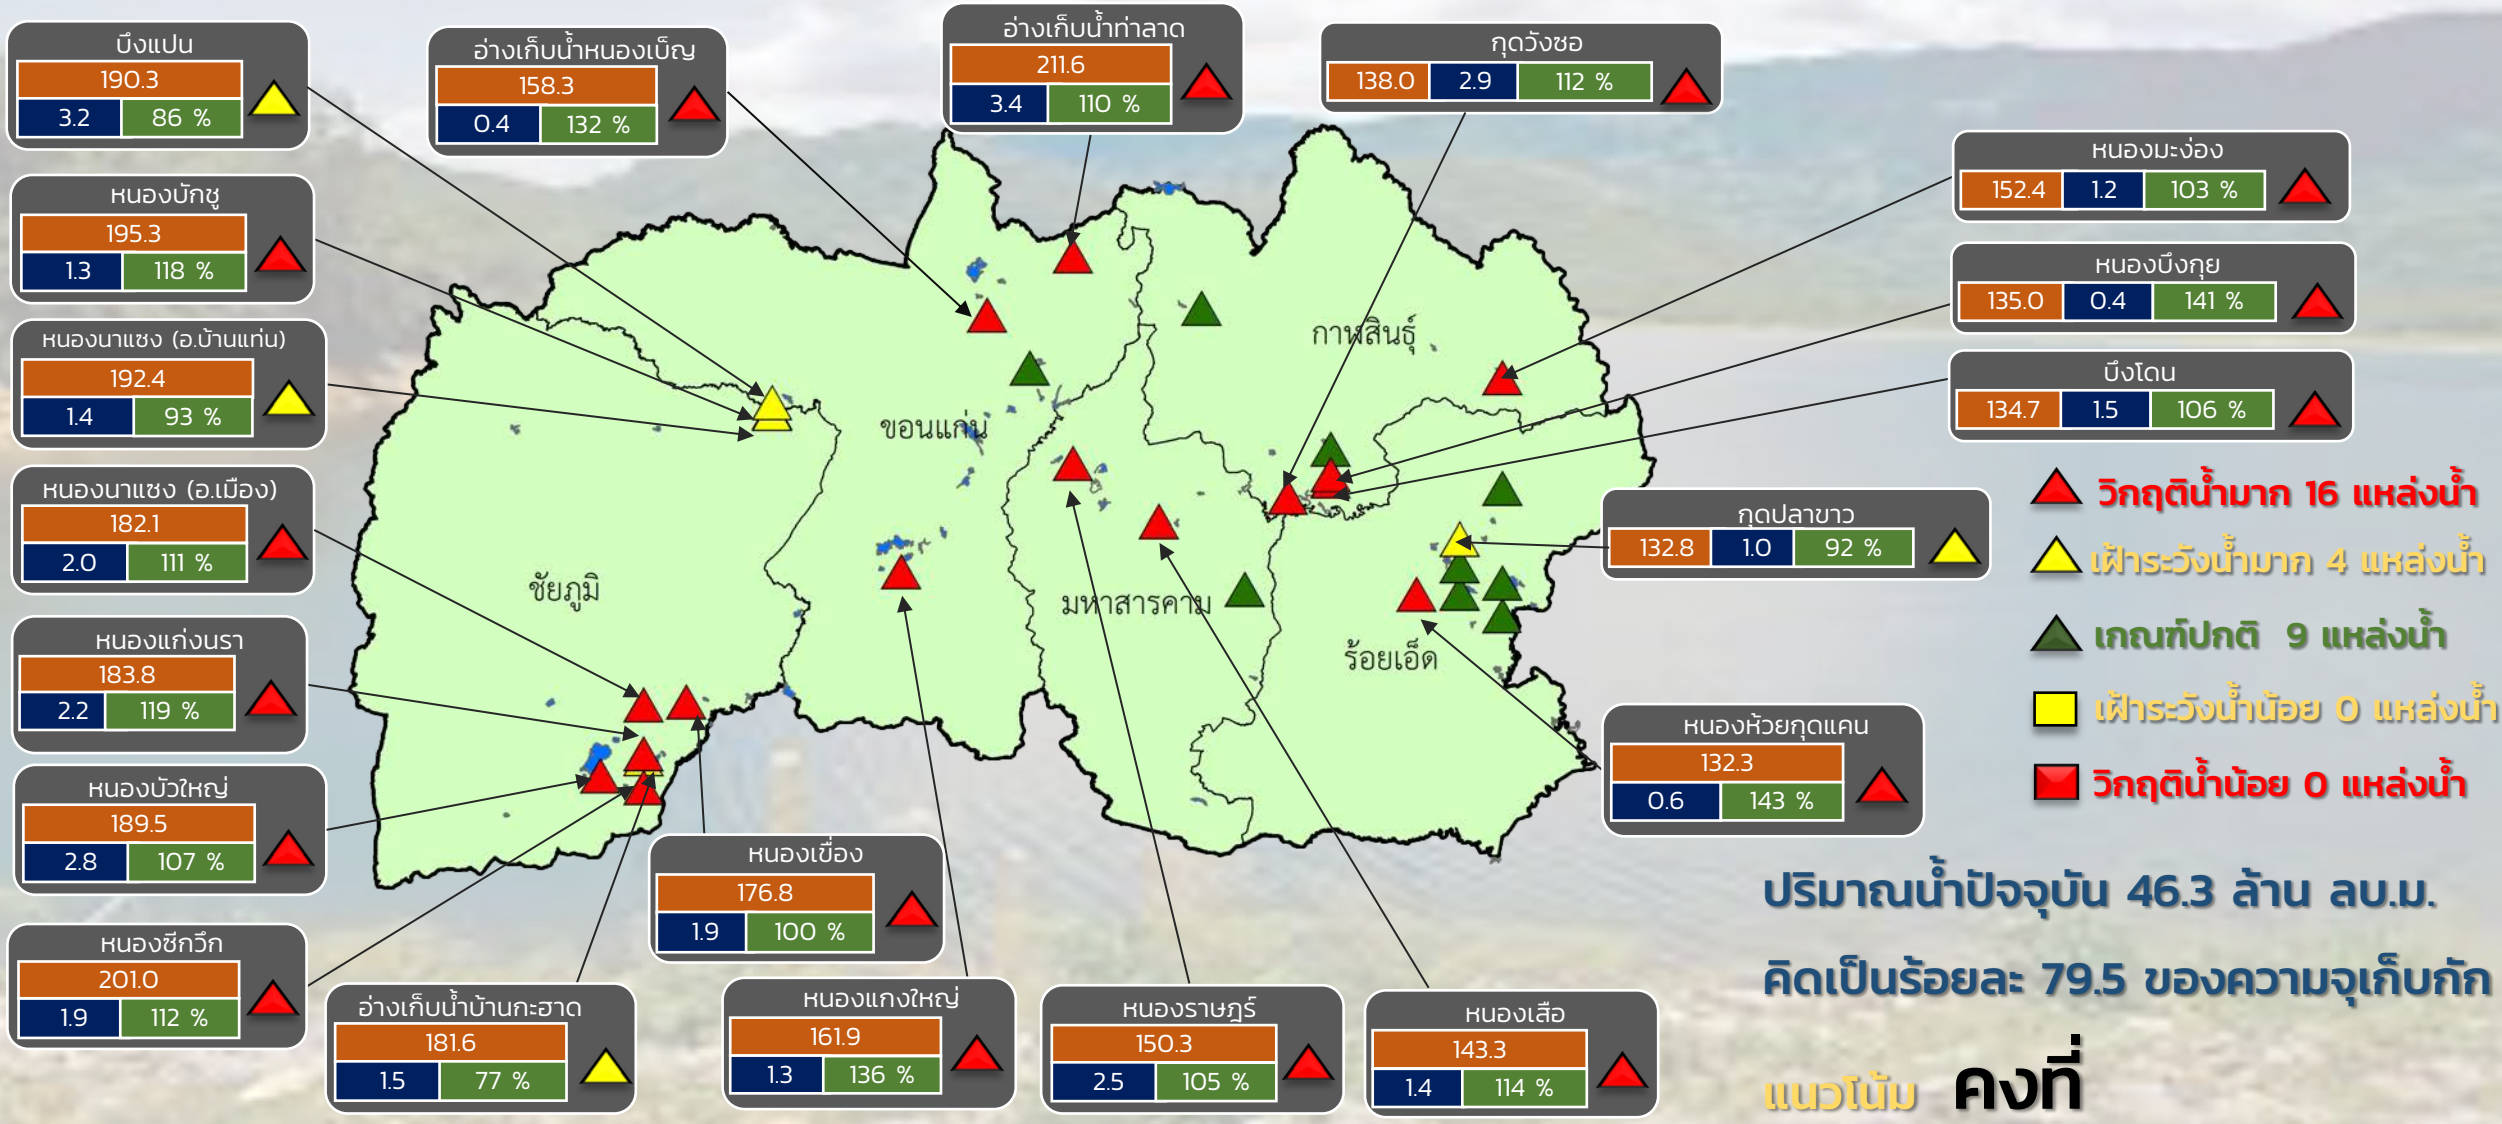 บึงแปน
190.3
3.2 86 %
อ่างเก็บน้ำหนองเบ็ญ
158.3
0.4 132 %
อ่างเก็บน้ำท่าลาด
211.6
3.4 110 %
กุดวังซอ
138.0 2.9 112 %
หนองมะง่อง
152.4 1.2 103 %
หนองบักชู
195.3
1.3 118 %
หนองบึงกุย
135.0 0.4 141 %
หนองนาแซง (อ.บ้านแท่น)
192.4
1.4 93 %
บึงโดน
134.7 1.5 106 %
กาฬสินธุ์
ขอนแก่น
ชัยภูมิ
มหาสารคาม
ร้อยเอ็ด
หนองนาแซง (อ.เมือง)
182.1
2.0 111 %
กุดปลาขาว
132.8 1.0 92 %
วิกฤติน้ำมาก 16 แหล่งน้ำ
เฝ้าระวังน้ำมาก 4 แหล่งน้ำ
เกณฑ์ปกติ 9 แหล่งน้ำ
เฝ้าระวังน้ำน้อย 0 แหล่งน้ำ
วิกฤติน้ำน้อย 0 แหล่งน้ำ
หนองแก่งนรา
183.8
2.2 119 %
หนองห้วยกุดแคน
132.3
0.6 143 %
หนองบัวใหญ่
189.5
2.8 107 %
หนองเขื่อง
176.8
1.9 100 %
หนองซีกวึก
201.0
1.9 112 %
อ่างเก็บน้ำบ้านกะฮาด
181.6
1.5 77 %
หนองแกงใหญ่
161.9
1.3 136 %
หนองราษฎร์
150.3
2.5 105 %
หนองเสือ
143.3
1.4 114 %
ปริมาณน้ำปัจจุบัน 46.3 ล้าน ลบ.ม.
คิดเป็นร้อยละ 79.5 ของความจุเก็บกัก
แนวโน้ม คงที่